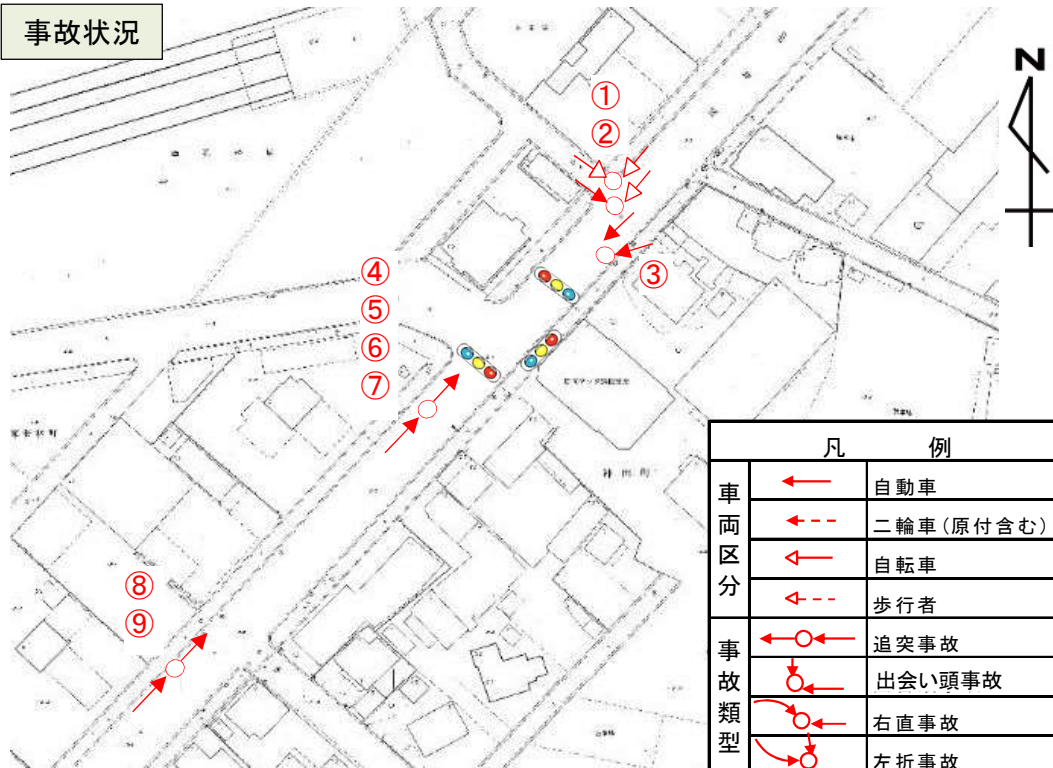 事故状況
N
①
②
③
④
⑤
⑥
⑦
⑧
⑨
神田町
凡例
車両区分
自動車
二輪車(原付含む)
自転車
歩行者
事故類型
追突事故
出会い頭事故
右直事故
左折事故